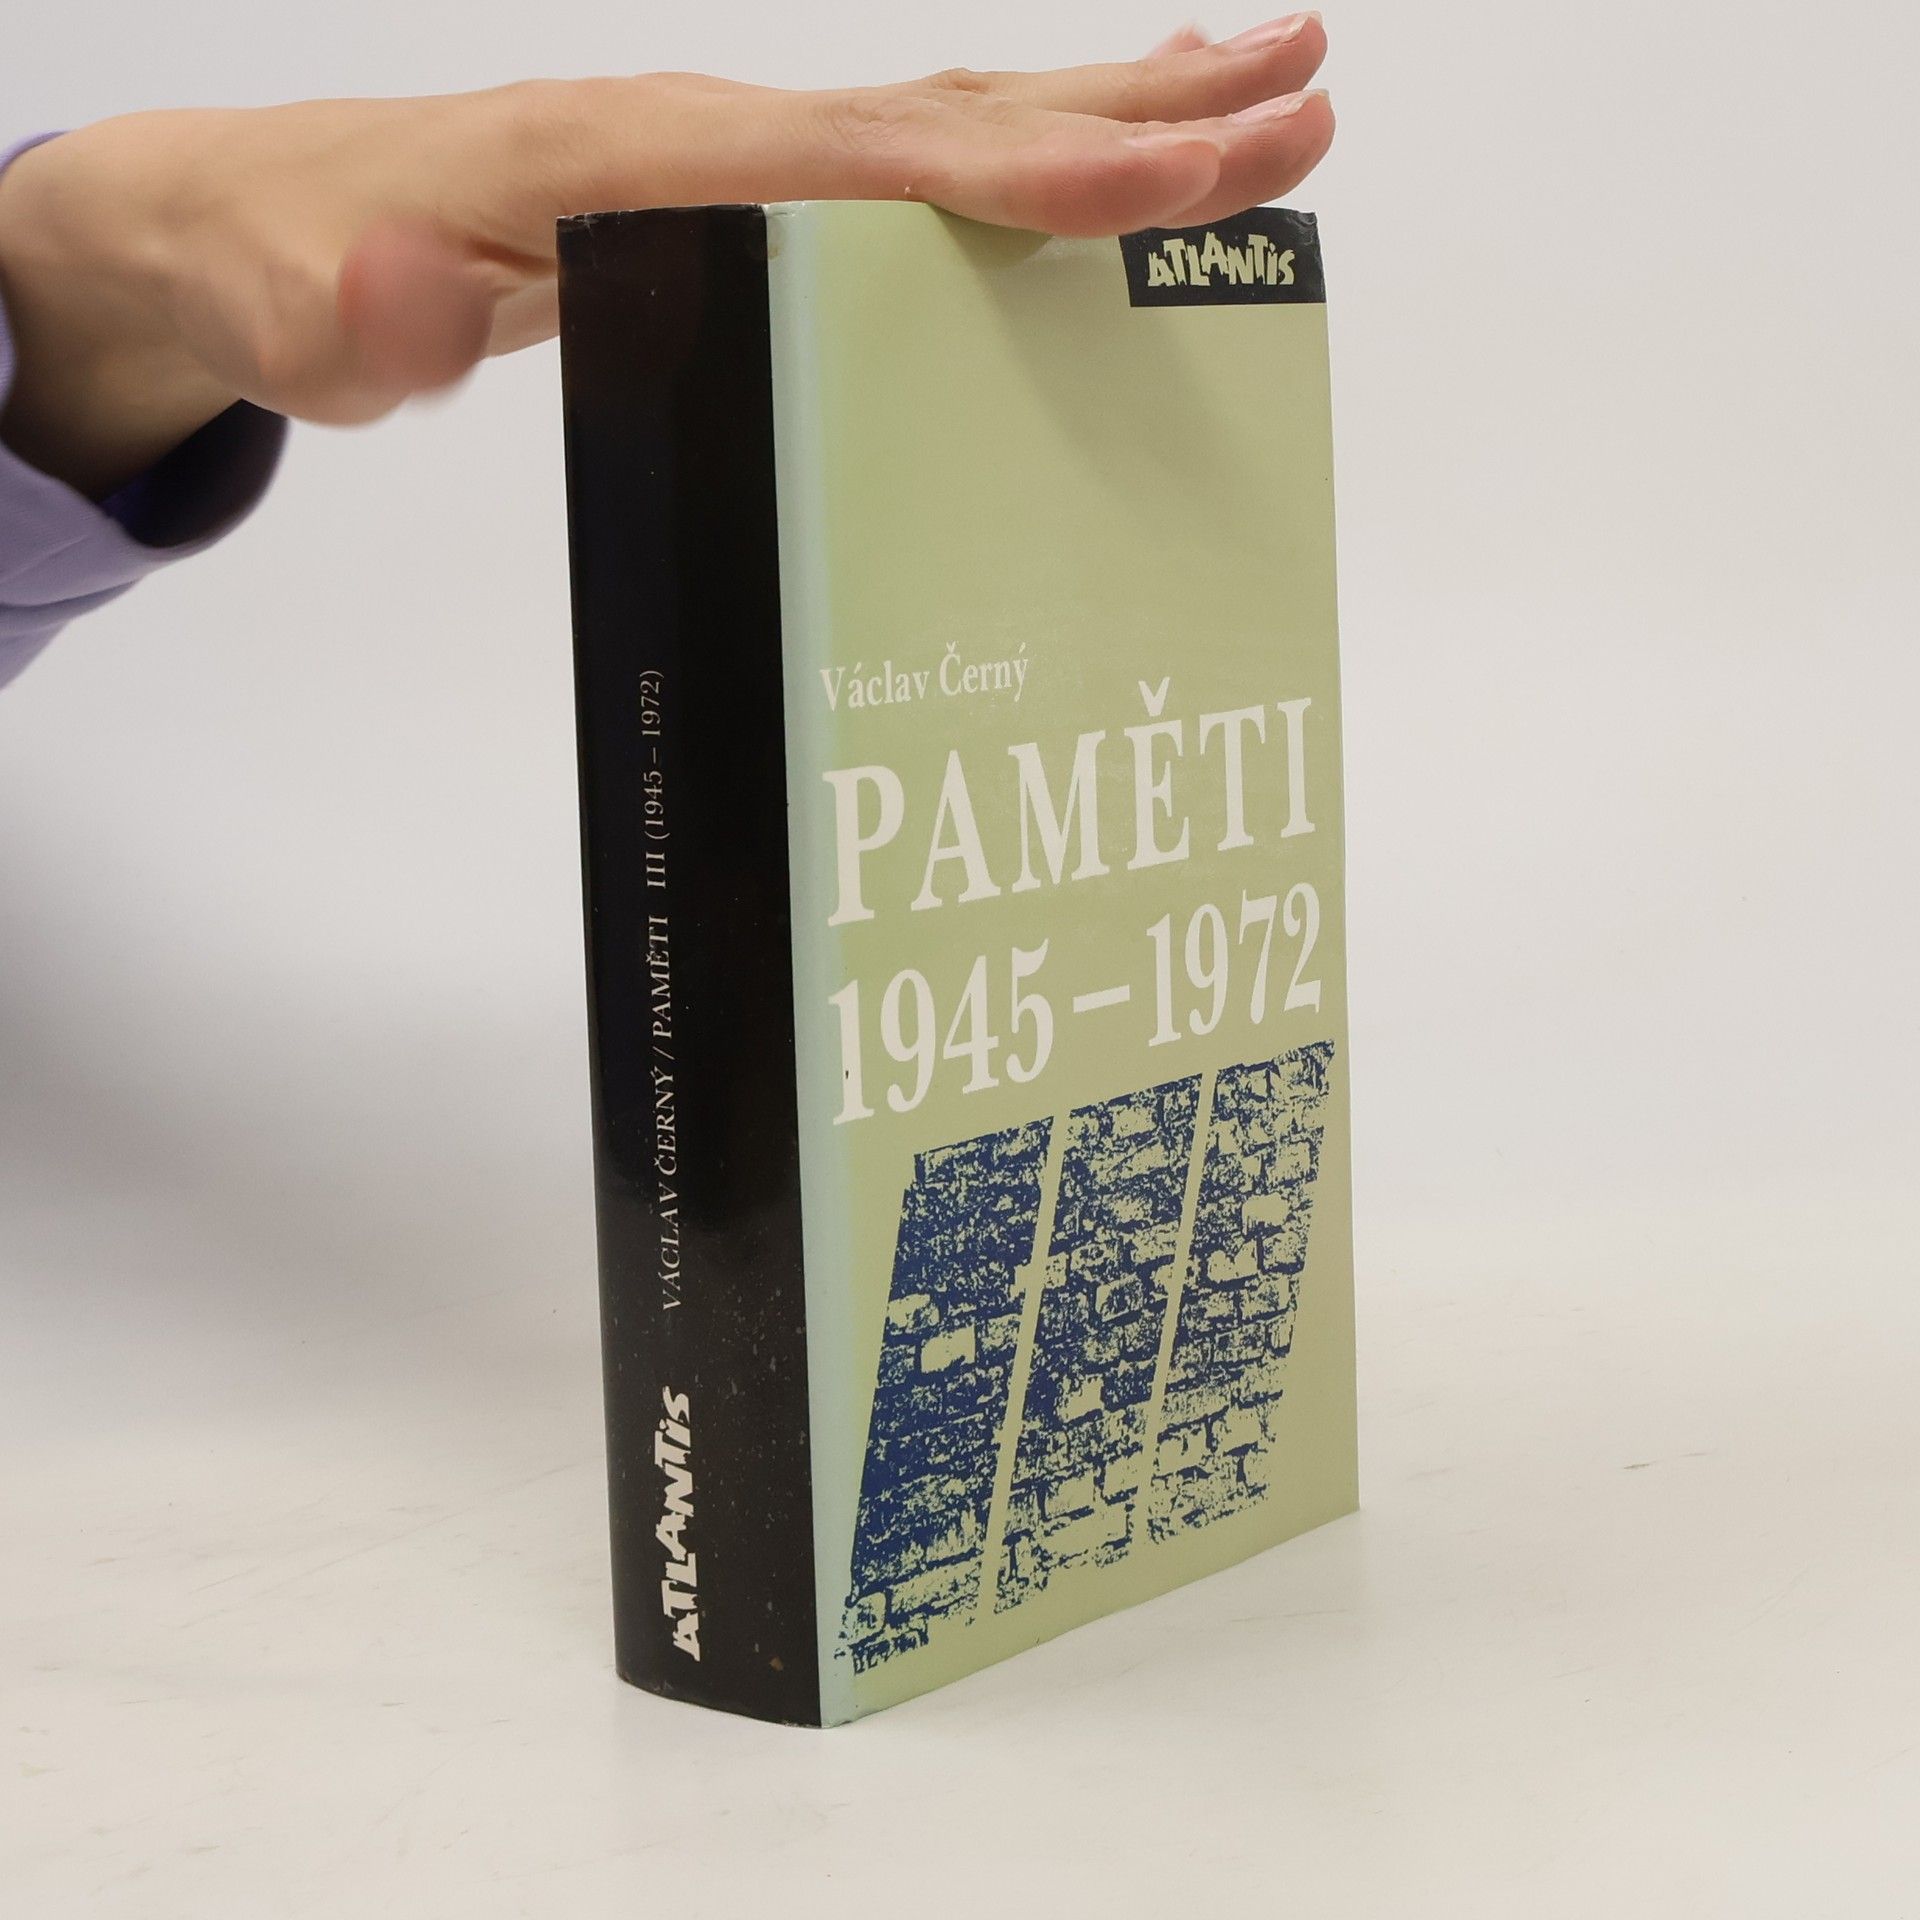 ATLANTIS
Václav Černý
PAMĚTI
1945–1972
VÁCLAV ČERNÝ / PAMĚTI III (1945–1972)
ATLANTIS